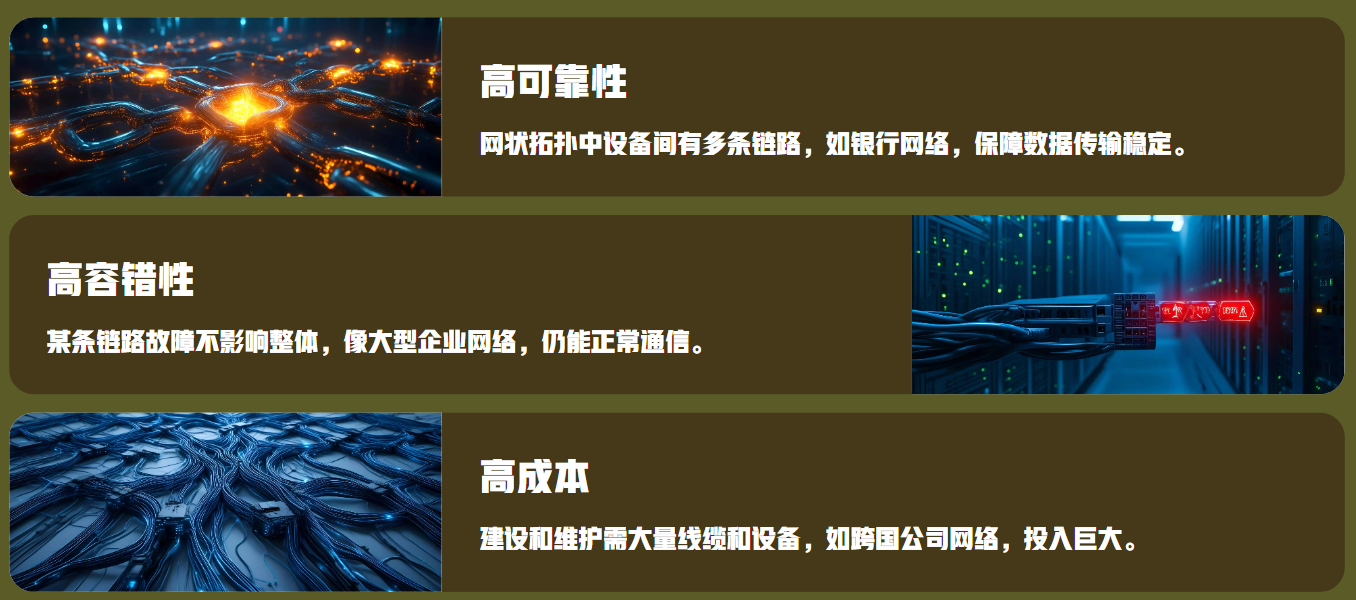 高可靠性
网状拓扑中设备间有多条链路，如银行网络，保障数据传输稳定。
高容错性
某条链路故障不影响整体，像大型企业网络，仍能正常通信。
高成本
建设和维护需大量线缆和设备，如跨国公司网络，投入巨大。